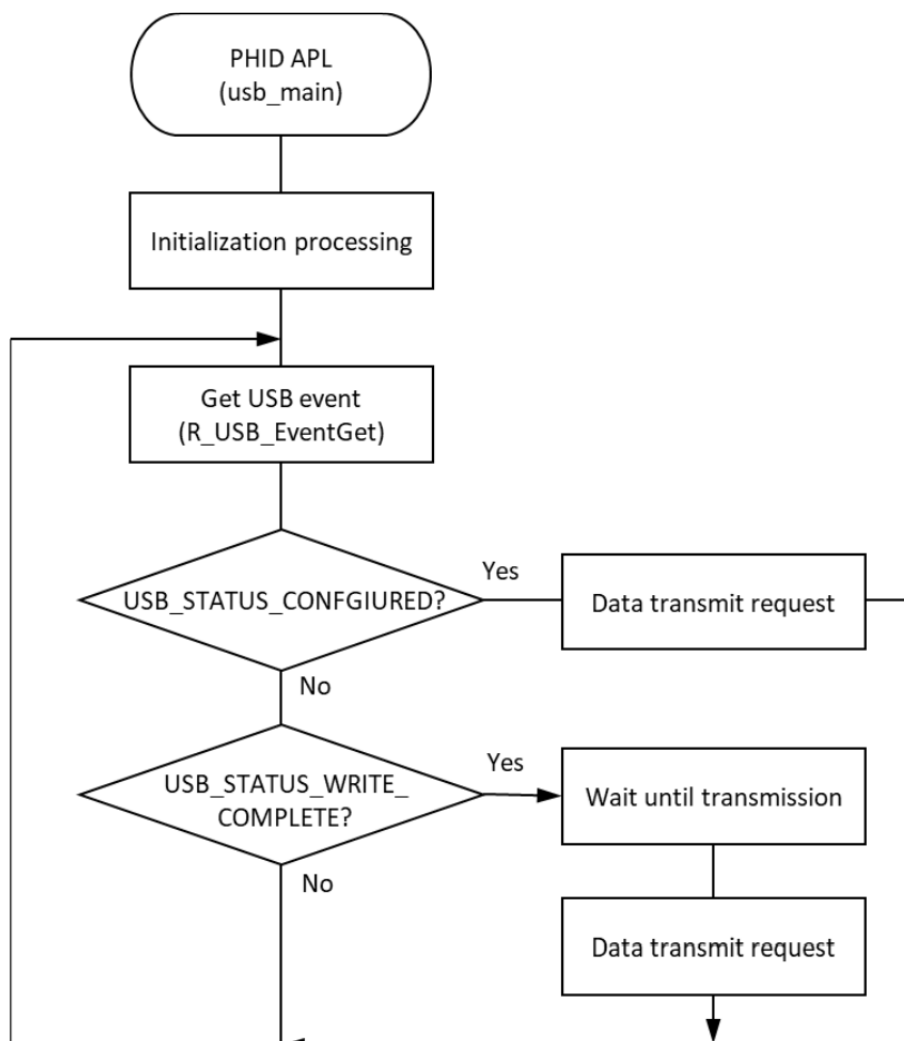 PHID APL
(usb_main)
Initialization processing
Get USB event
(R_USB_EventGet)
USB_STATUS_CONFGIURED?
Yes
Data transmit request
No
USB_STATUS_WRITE_
COMPLETE?
Yes
Wait until transmission
No
Data transmit request